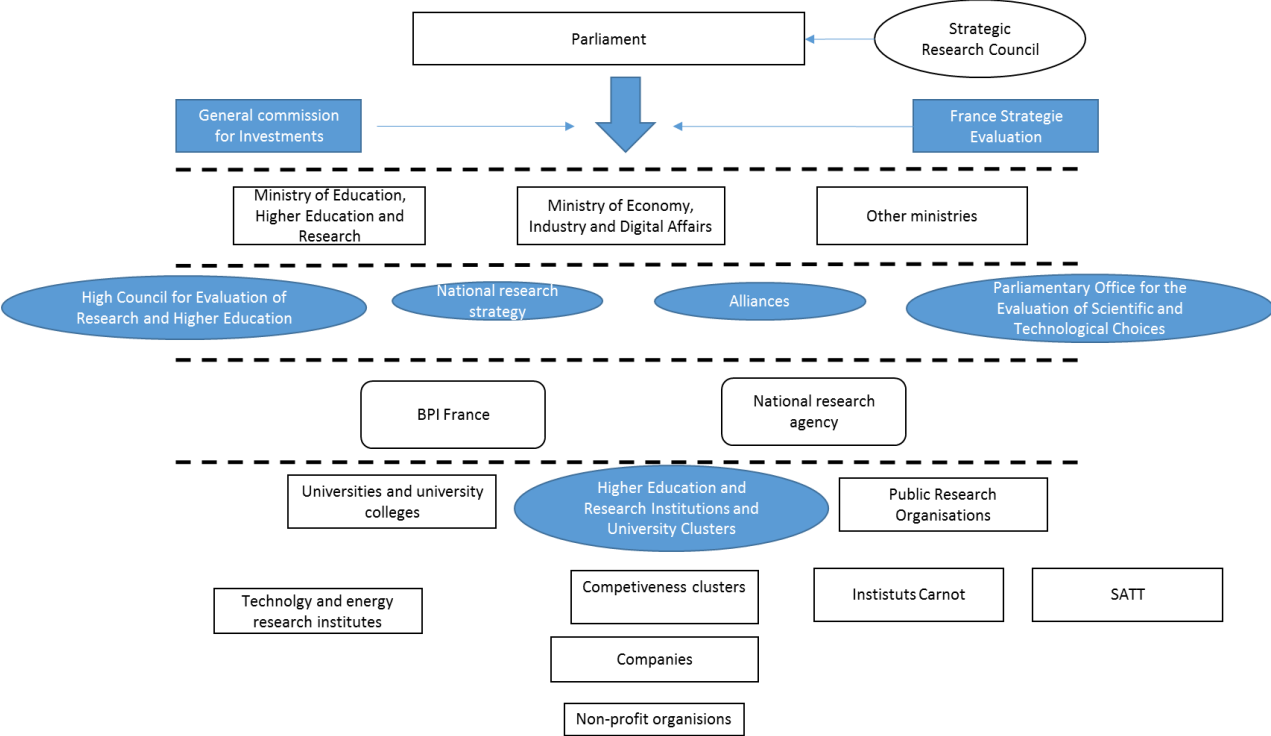 Parliament
Strategic
Research Council
General commission
for Investments
France Strategie
Evaluation
Ministry of Education,
Higher Education and
Research
Ministry of Economy,
Industry and Digital Affairs
Other ministries
High Council for Evaluation of
Research and Higher Education
National research
strategy
Alliances
Parliamentary Office for the
Evaluation of Scientific and
Technological Choices
BPI France
National research
agency
Universities and university
colleges
Higher Education and
Research Institutions and
University Clusters
Public Research
Organisations
Technolgy and energy
research institutes
Competiveness clusters
Instistuts Carnot
SATT
Companies
Non-profit organisions